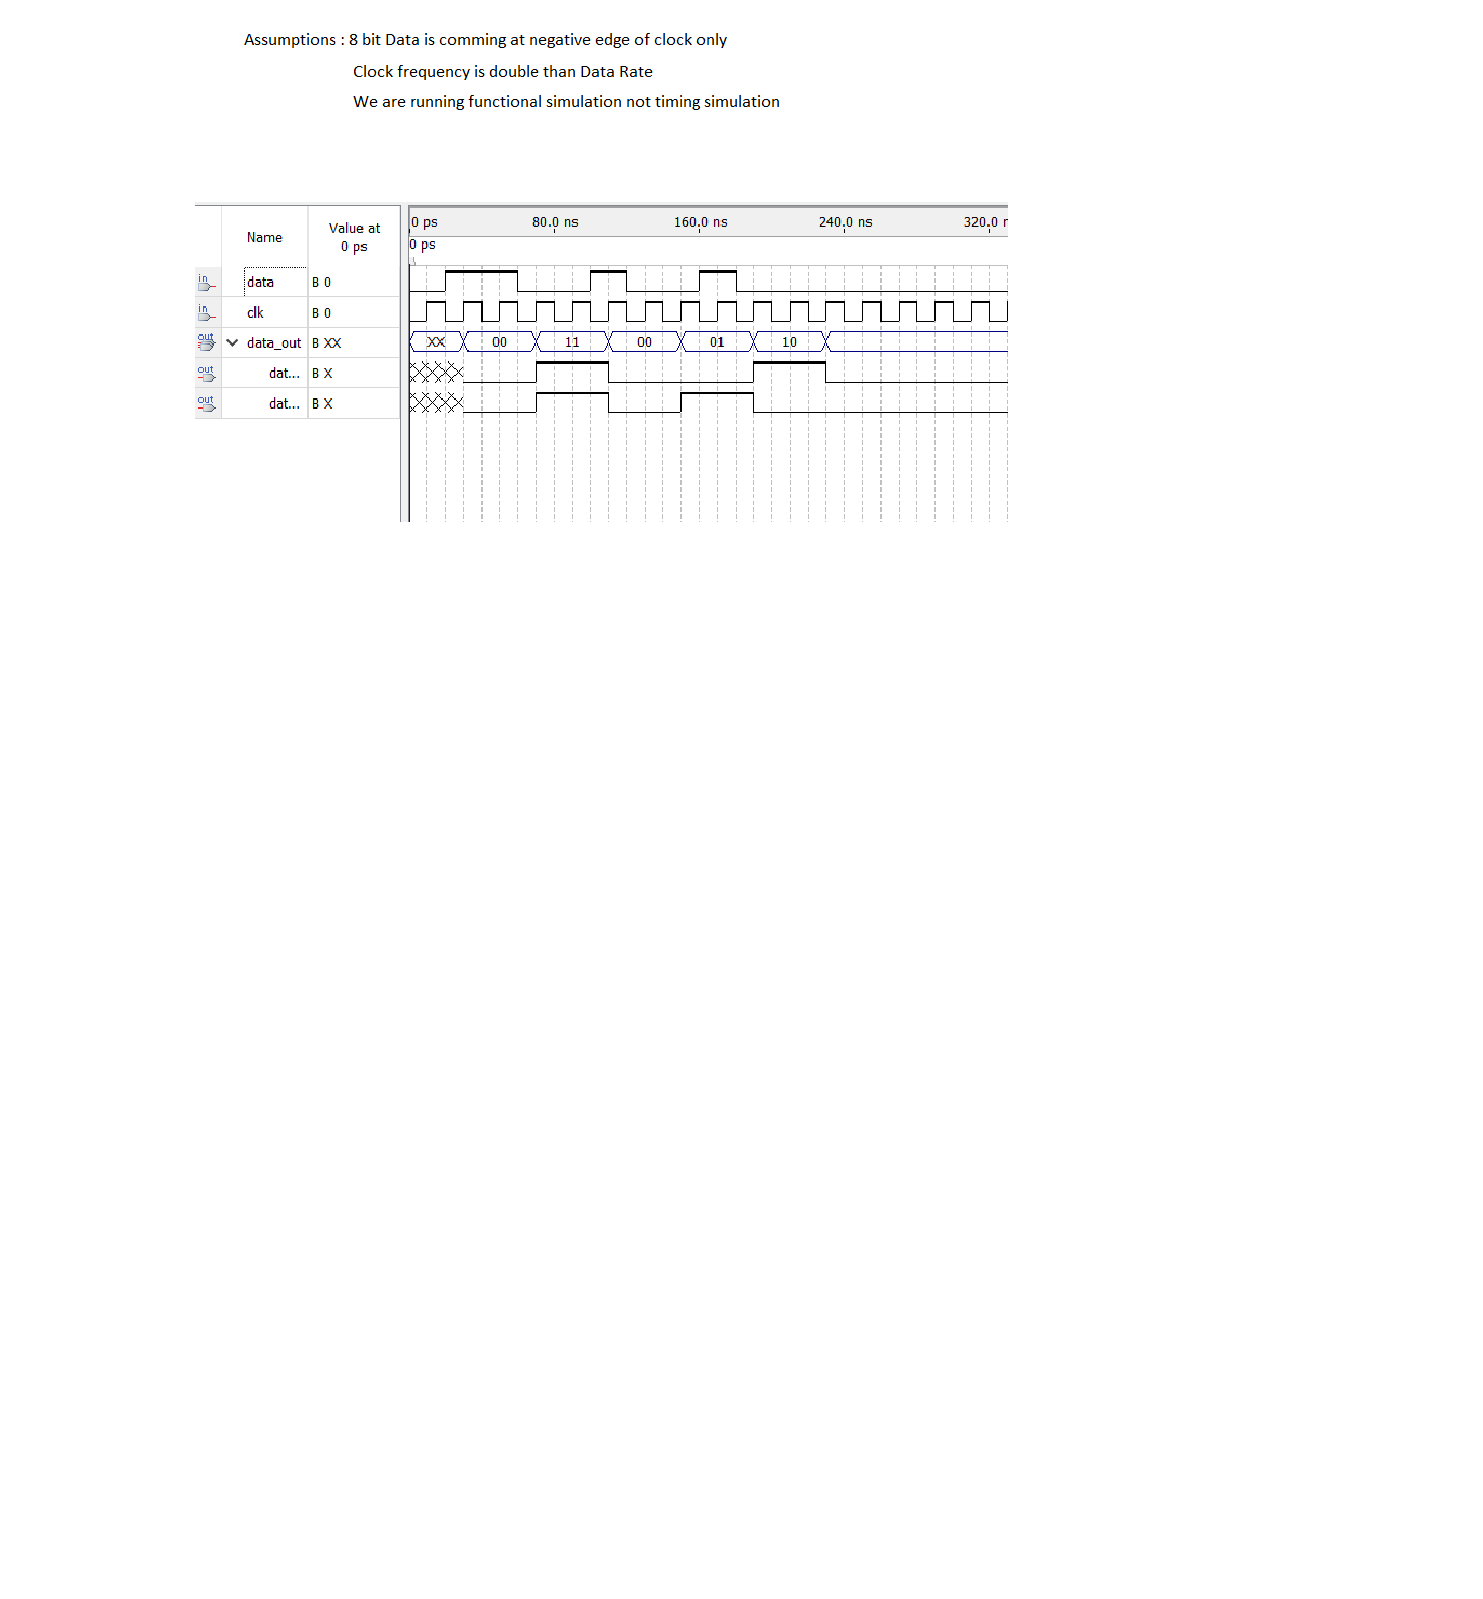 Assumptions : 8 bit Data is comming at negative edge of clock only
Clock frequency is double than Data Rate
We are running functional simulation not timing simulation
Name
Value at
0 ps
0 ps 80.0 ns 160.0 ns 240.0 ns 320.0 n
0 ps
in data B 0
in clk B 0
out data_out B XX XX 00 11 00 01 10
out dat... B X
out dat... B X